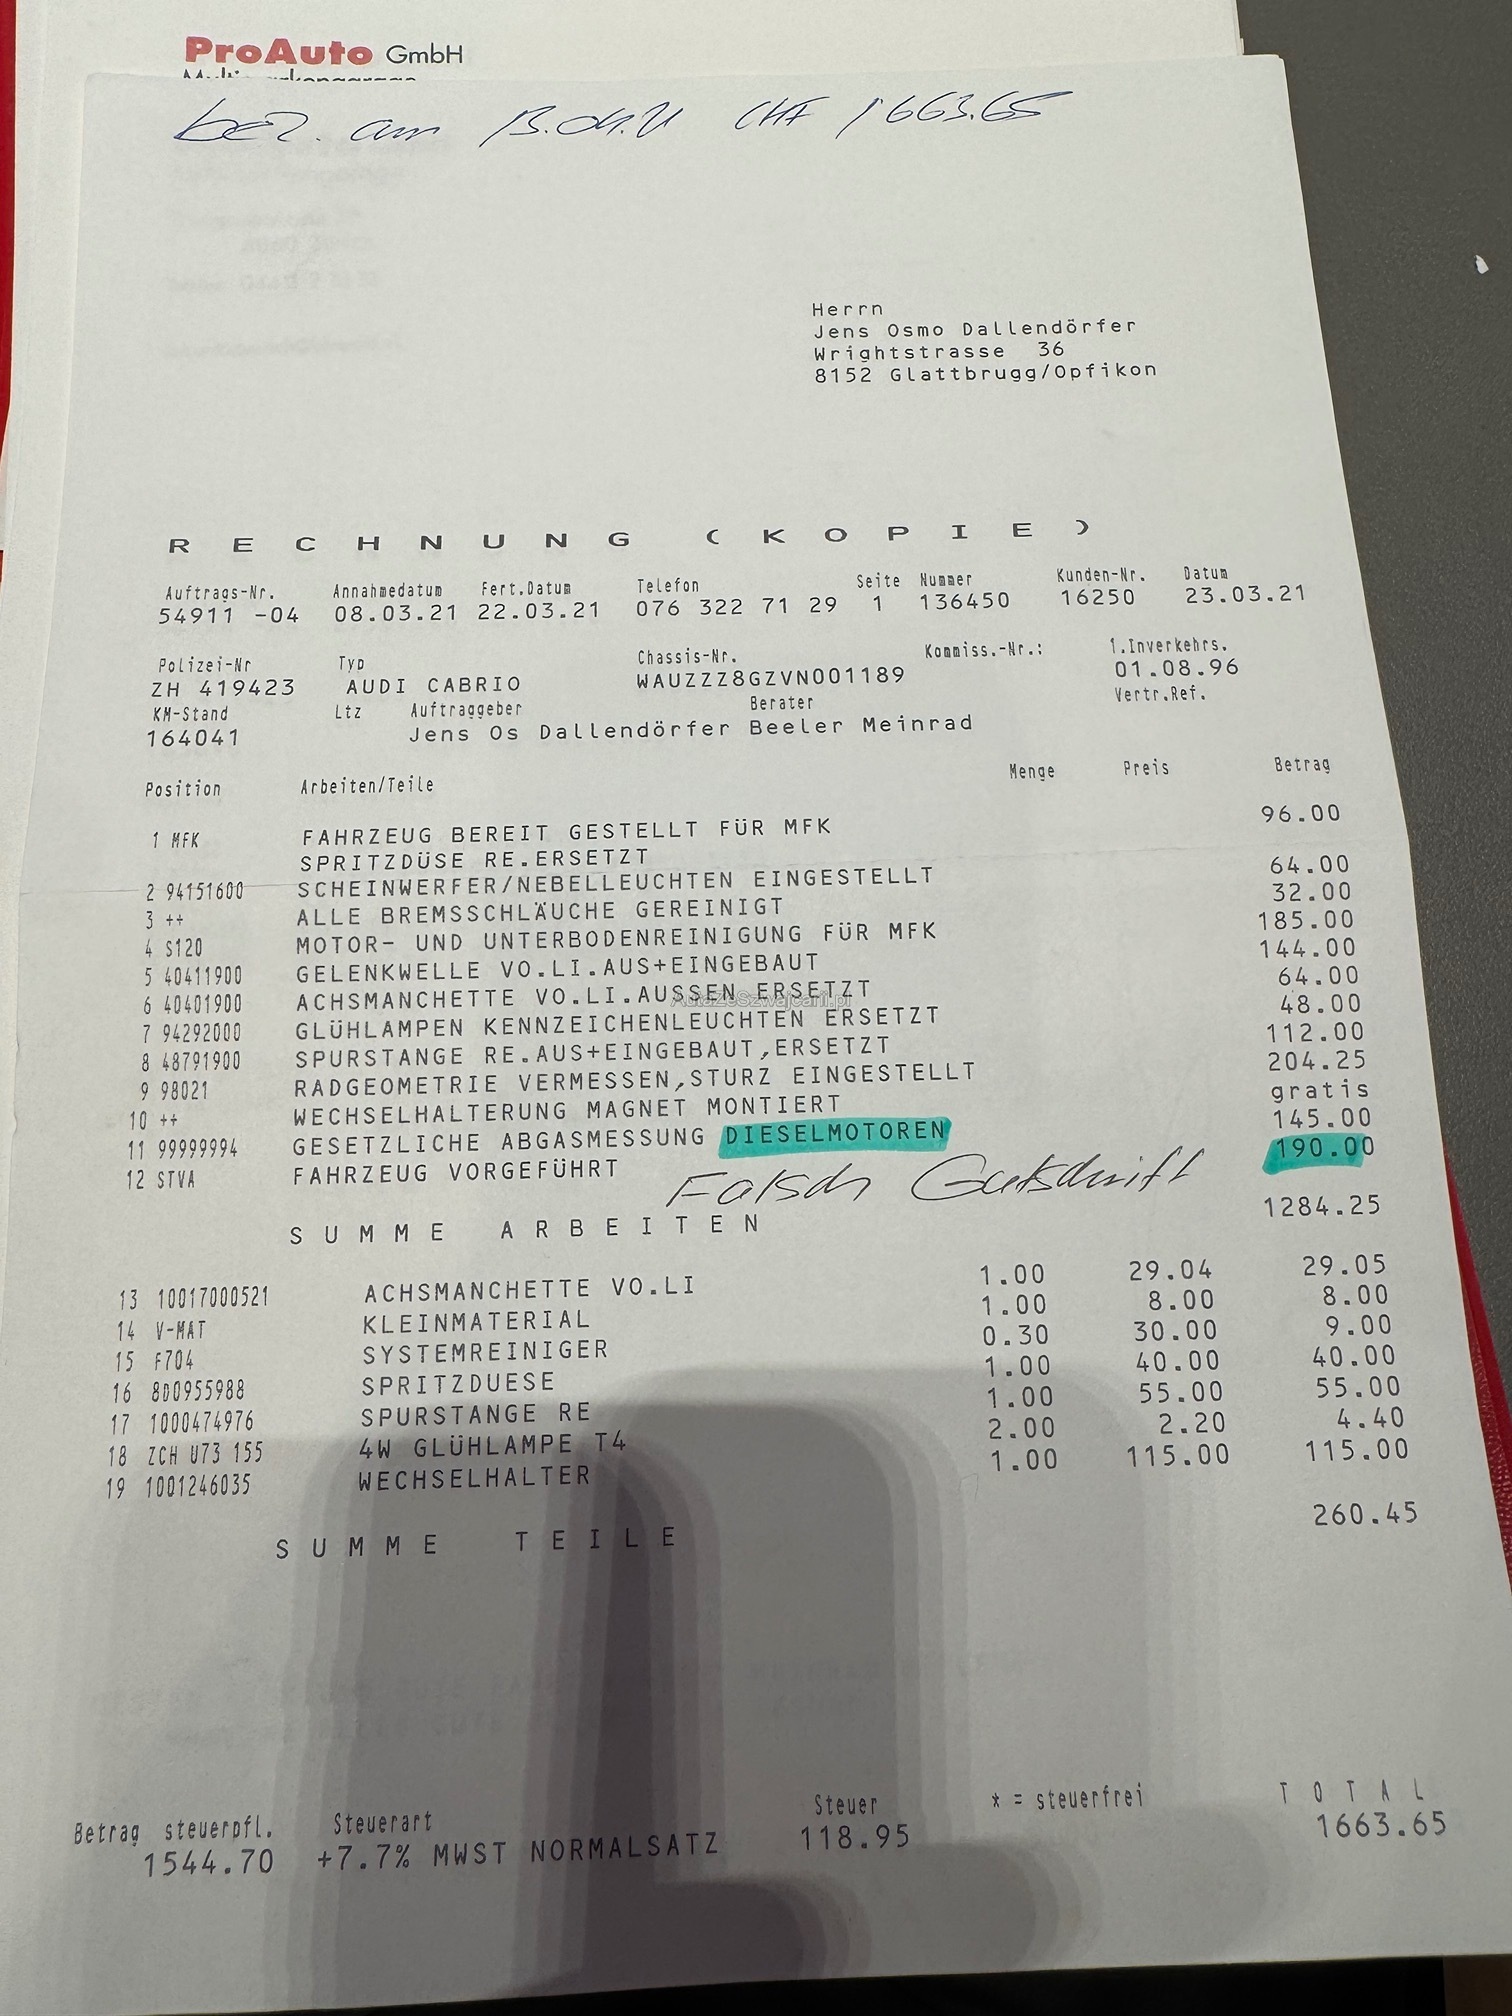 ProAuto GmbH
bez. am 13.04.21 CHF 1'663.65
Herrn
Jens Osmo Dallendörfer
Wrightstrasse 36
8152 Glattbrugg/Opfikon
RECHNUNG (KOPIE)
Auftrags-Nr. Annahmedatum Fert.Datum Telefon Seite Nummer Kunden-Nr. Datum
54911 -04 08.03.21 22.03.21 076 322 71 29 1 136450 16250 23.03.21
Polizei-Nr Typ Chassis-Nr. Kommiss.-Nr.: 1.Inverkehrs.
ZH 419423 AUDI CABRIO WAUZZZ8GZVN001189 01.08.96
KM-Stand Ltz Auftraggeber Berater Vertr.Ref.
164041 Jens Os Dallendörfer Beeler Meinrad
Position Arbeiten/Teile Menge Preis Betrag
1 MFK FAHRZEUG BEREIT GESTELLT FÜR MFK 96.00
SPRITZDÜSE RE.ERSETZT
2 94151600 SCHEINWERFER/NEBELLEUCHTEN EINGESTELLT 64.00
3 ++ ALLE BREMSSCHLÄUCHE GEREINIGT 32.00
4 S120 MOTOR- UND UNTERBODENREINIGUNG FÜR MFK 185.00
5 40411900 GELENKWELLE VO.LI.AUS+EINGEBAUT 144.00
6 40401900 ACHSMANCHETTE VO.LI.AUSSEN ERSETZT 64.00
AutaZeSzwajcarii.pl
7 94292000 GLÜHLAMPEN KENNZEICHENLEUCHTEN ERSETZT 48.00
8 48791900 SPURSTANGE RE.AUS+EINGEBAUT,ERSETZT 112.00
9 98021 RADGEOMETRIE VERMESSEN,STURZ EINGESTELLT 204.25
10 ++ WECHSELHALTERUNG MAGNET MONTIERT gratis
11 99999994 GESETZLICHE ABGASMESSUNG DIESELMOTOREN 145.00
12 STVA FAHRZEUG VORGEFÜHRT 190.00
Falsch Gutschrift
SUMME ARBEITEN 1284.25
13 10017000521 ACHSMANCHETTE VO.LI 1.00 29.04 29.05
14 V-MAT KLEINMATERIAL 1.00 8.00 8.00
15 F704 SYSTEMREINIGER 0.30 30.00 9.00
16 8D0955988 SPRITZDUESE 1.00 40.00 40.00
17 1000474976 SPURSTANGE RE 1.00 55.00 55.00
18 ZCH U73 155 4W GLÜHLAMPE T4 2.00 2.20 4.40
19 1001246035 WECHSELHALTER 1.00 115.00 115.00
SUMME TEILE 260.45
Betrag steuerpfl. Steuerart Steuer * = steuerfrei TOTAL
1544.70 +7.7% MWST NORMALSATZ 118.95 1663.65